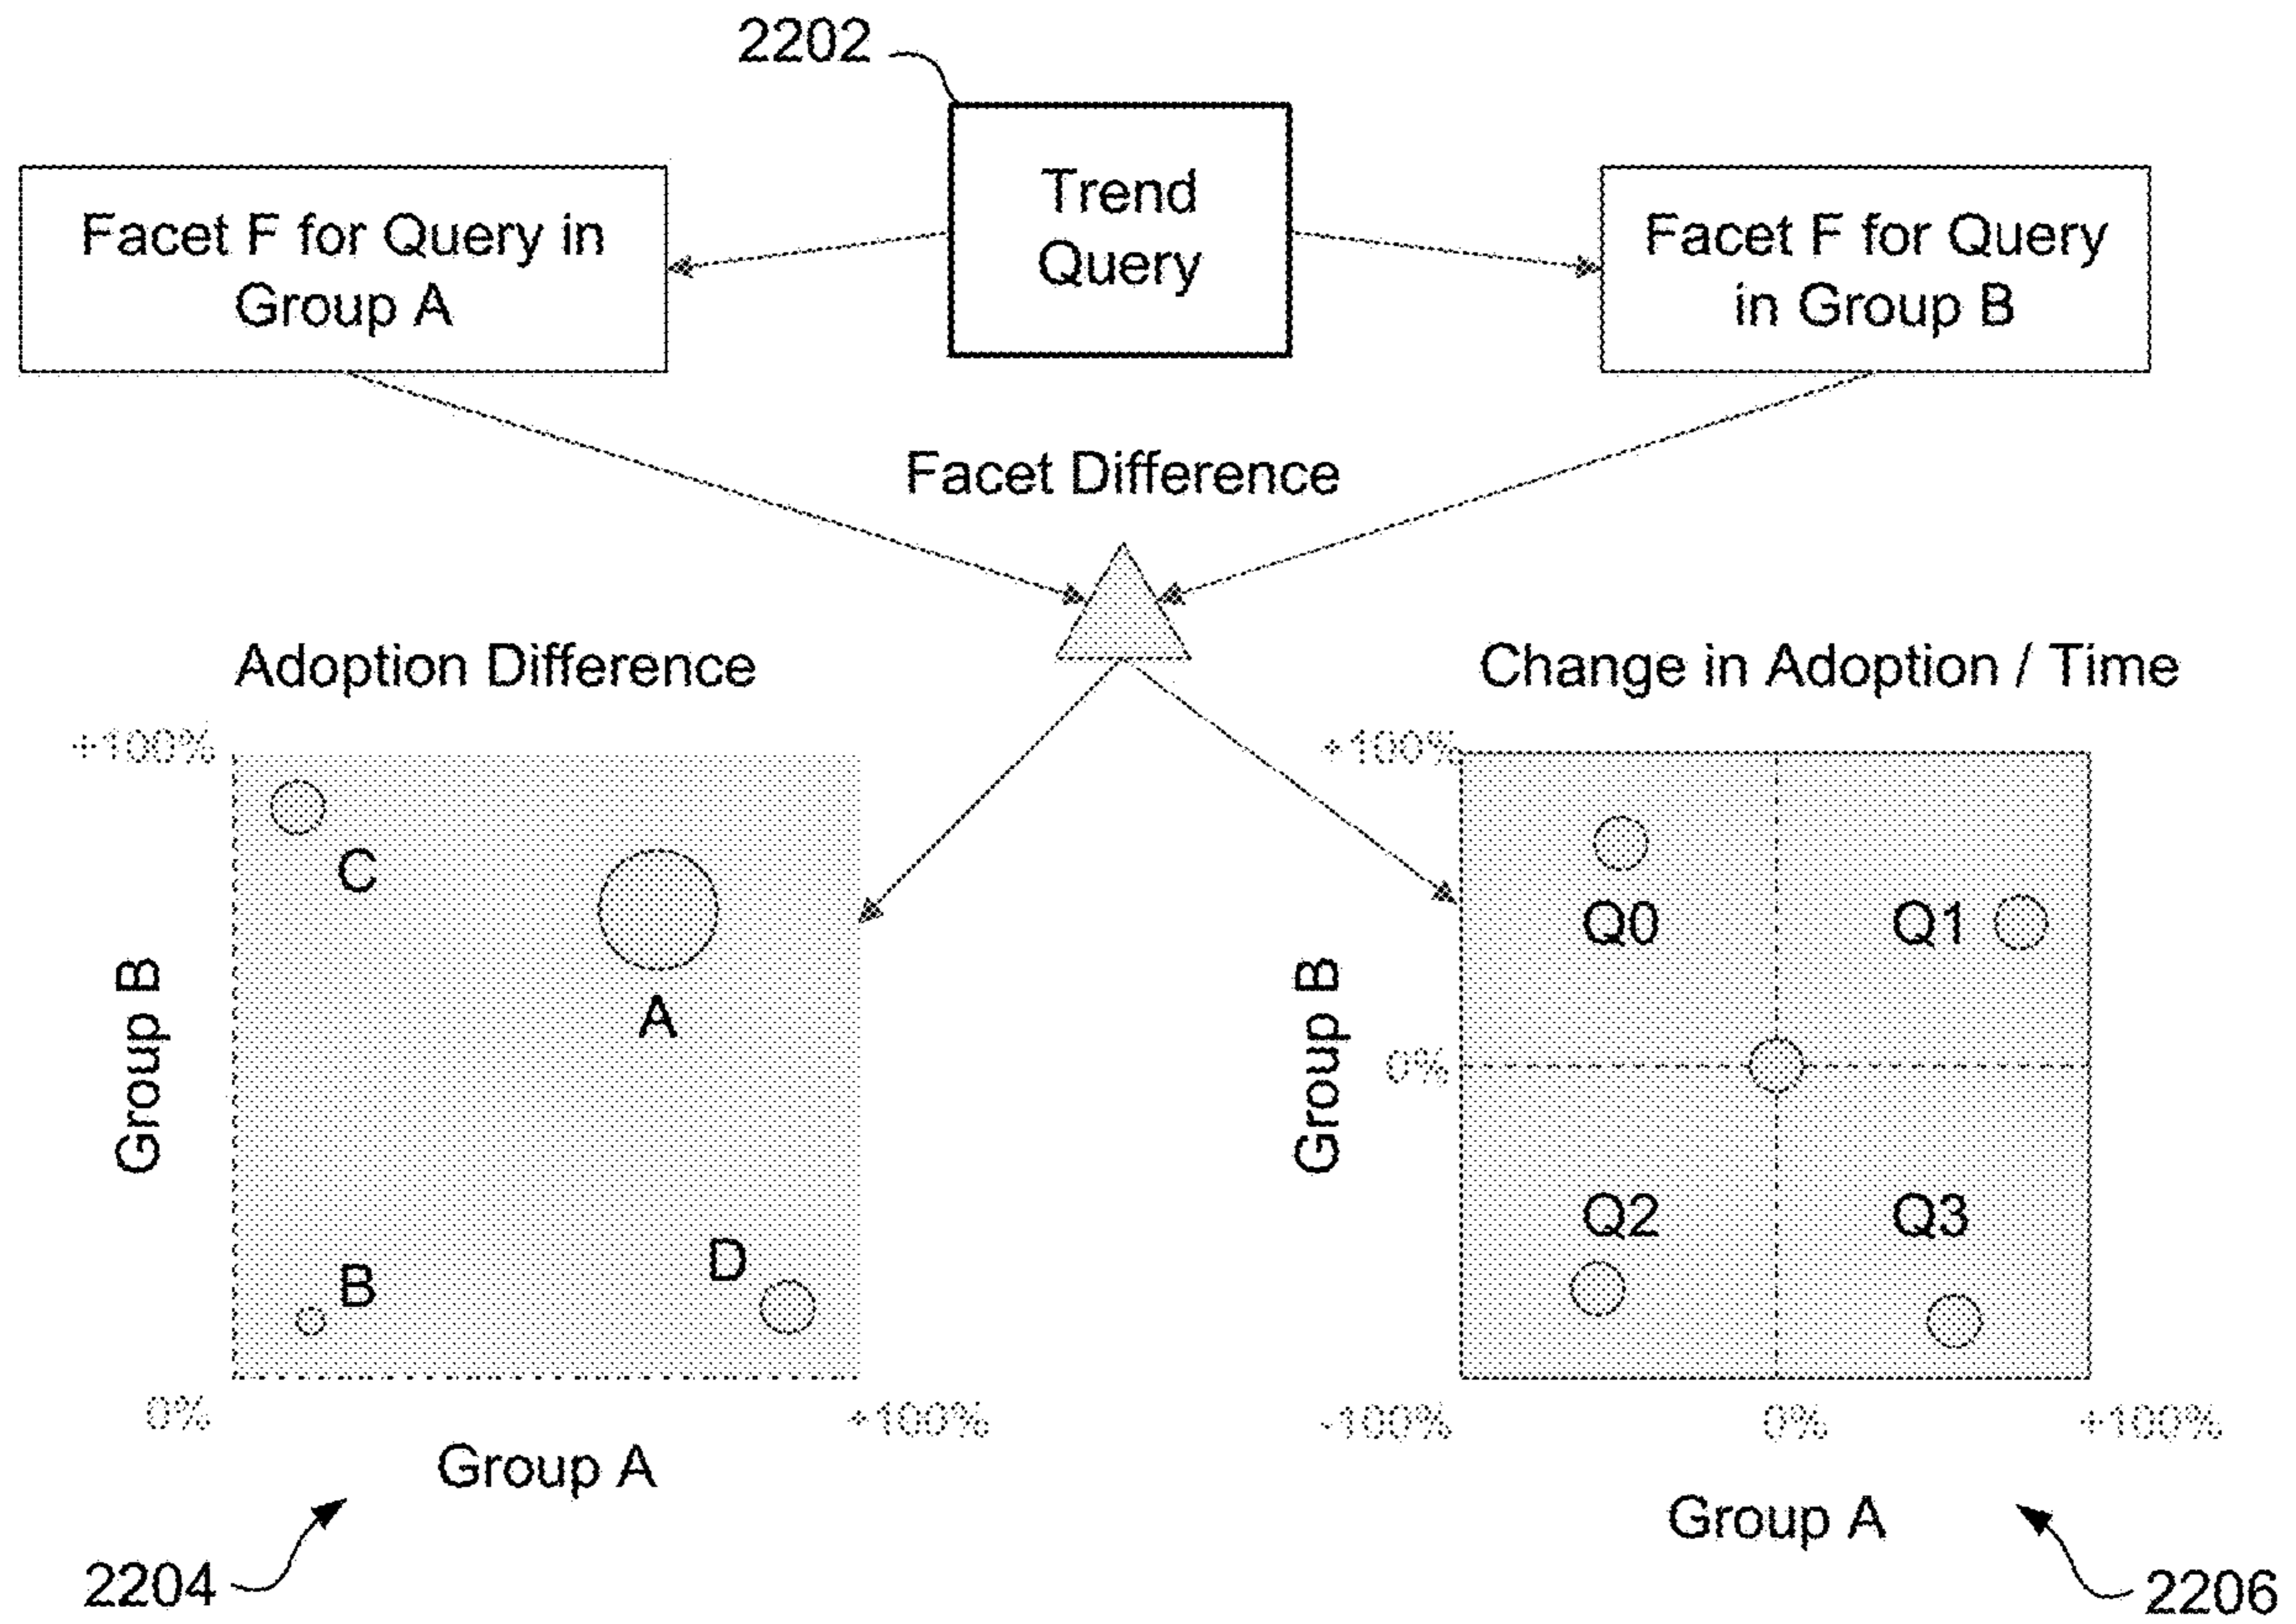 2202
Trend
Query
Facet F for Query in
Group A
Facet F for Query
in Group B
Facet Difference
Adoption Difference
Change in Adoption / Time
+100%
C
A
B
D
Group B
0%
+100%
Group A
2204
+100%
Q0
Q1
0%
Q2
Q3
Group B
-100%
0%
+100%
Group A
2206